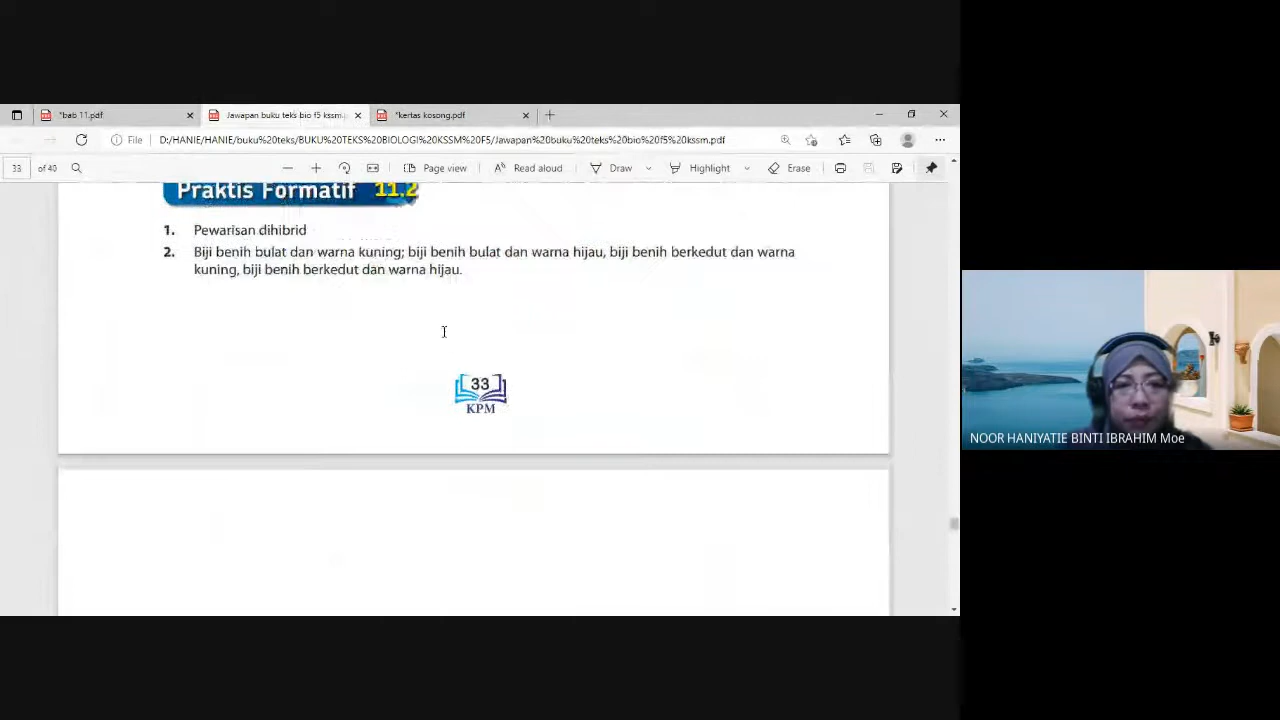 *bab 11.pdf
Jawapan buku teks bio f5 kssm.
*kertas kosong.pdf
File
D:/HANIE/HANIE/buku%20teks/BUKU%20TEKS%20BIOLOGI%20KSSM%20F5/Jawapan%20buku%20teks%20bio%20f5%20kssm.pdf
33 of 40
Page view
Read aloud
Draw
Highlight
Erase
Praktis Formatif 11.2
1. Pewarisan dihibrid
2. Biji benih bulat dan warna kuning; biji benih bulat dan warna hijau, biji benih berkedut dan warna
kuning, biji benih berkedut dan warna hijau.
33
KPM
NOOR HANIYATIE BINTI IBRAHIM Moe